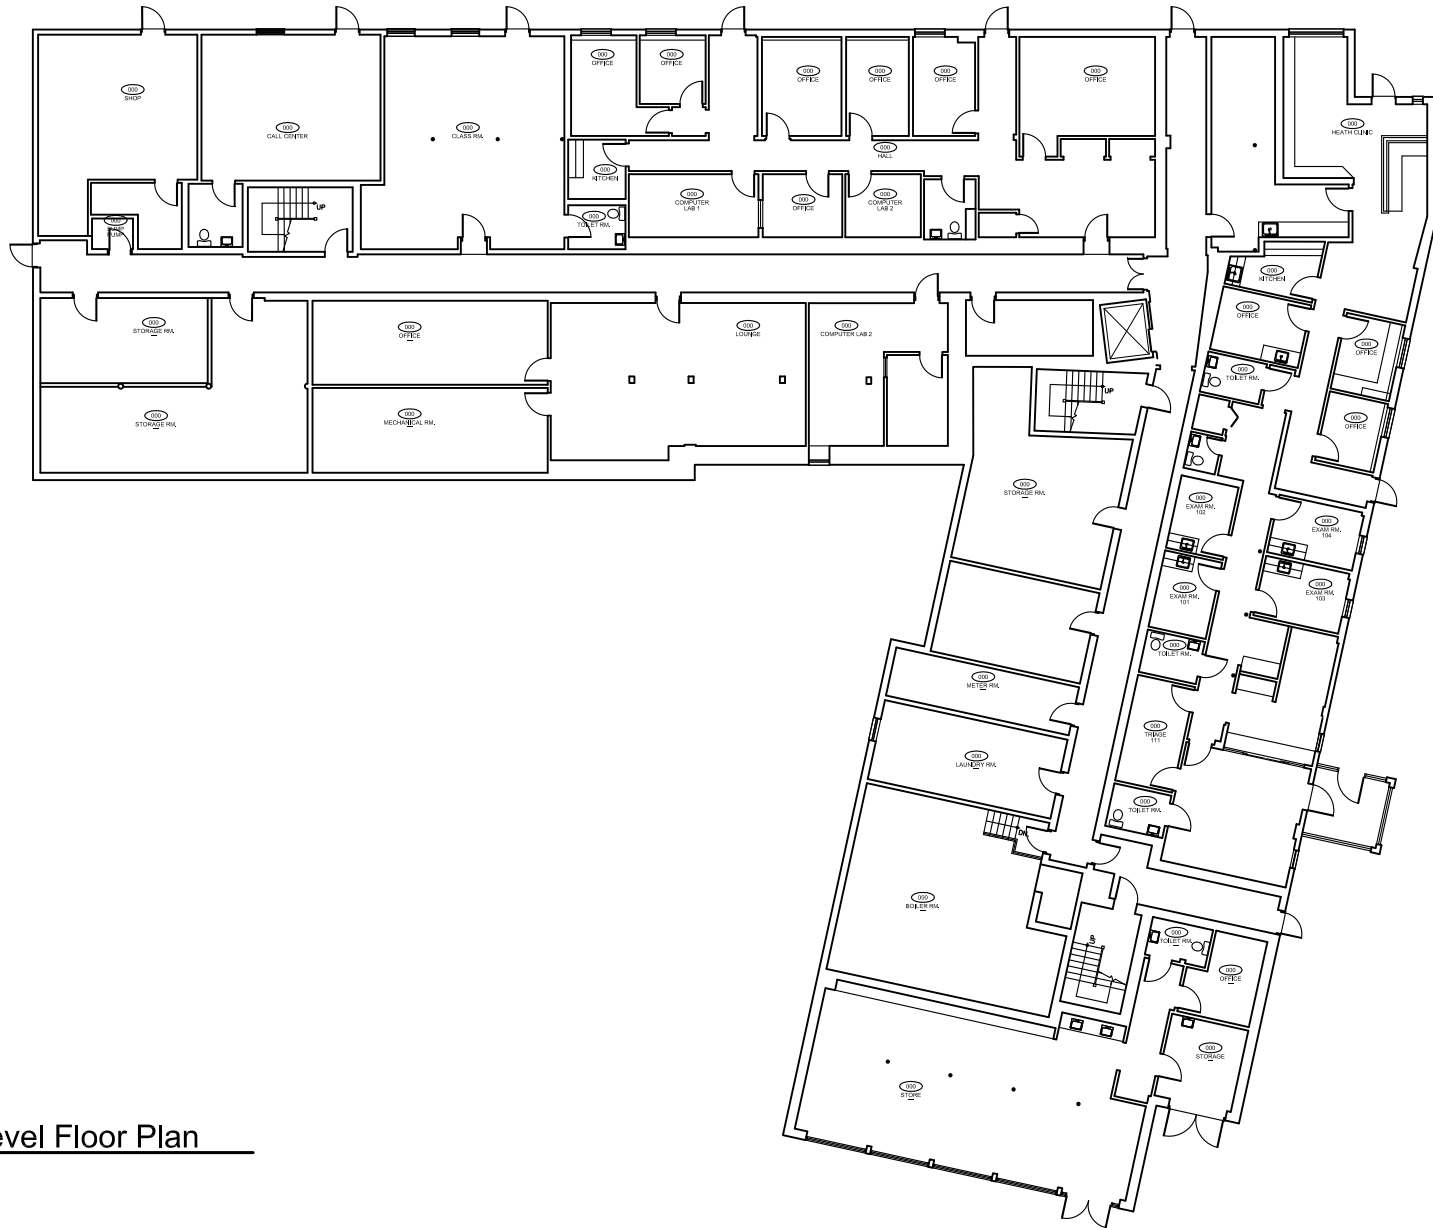 000
SHOP
000
CALL CENTER
000
CLASS RM.
000
OFFICE
000
OFFICE
000
OFFICE
000
OFFICE
000
OFFICE
000
OFFICE
000
HEATH CLINIC
000
HALL
000
KITCHEN
000
COMPUTER
LAB 1
000
OFFICE
000
COMPUTER
LAB 2
000
TOILET RM.
000
PUMP
UP
000
STORAGE RM.
000
OFFICE
000
LOUNGE
000
COMPUTER LAB 2
000
STORAGE RM.
000
MECHANICAL RM.
UP
000
KITCHEN
000
OFFICE
000
OFFICE
000
TOILET RM.
000
OFFICE
000
STORAGE RM.
000
EXAM RM.
102
000
EXAM RM.
104
000
EXAM RM.
101
000
EXAM RM.
103
000
TOILET RM.
000
METER RM.
000
TRIAGE
111
000
LAUNDRY RM.
000
TOILET RM.
DN.
000
BOILER RM.
000
TOILET RM.
000
OFFICE
000
STORAGE
000
STORE
evel Floor Plan